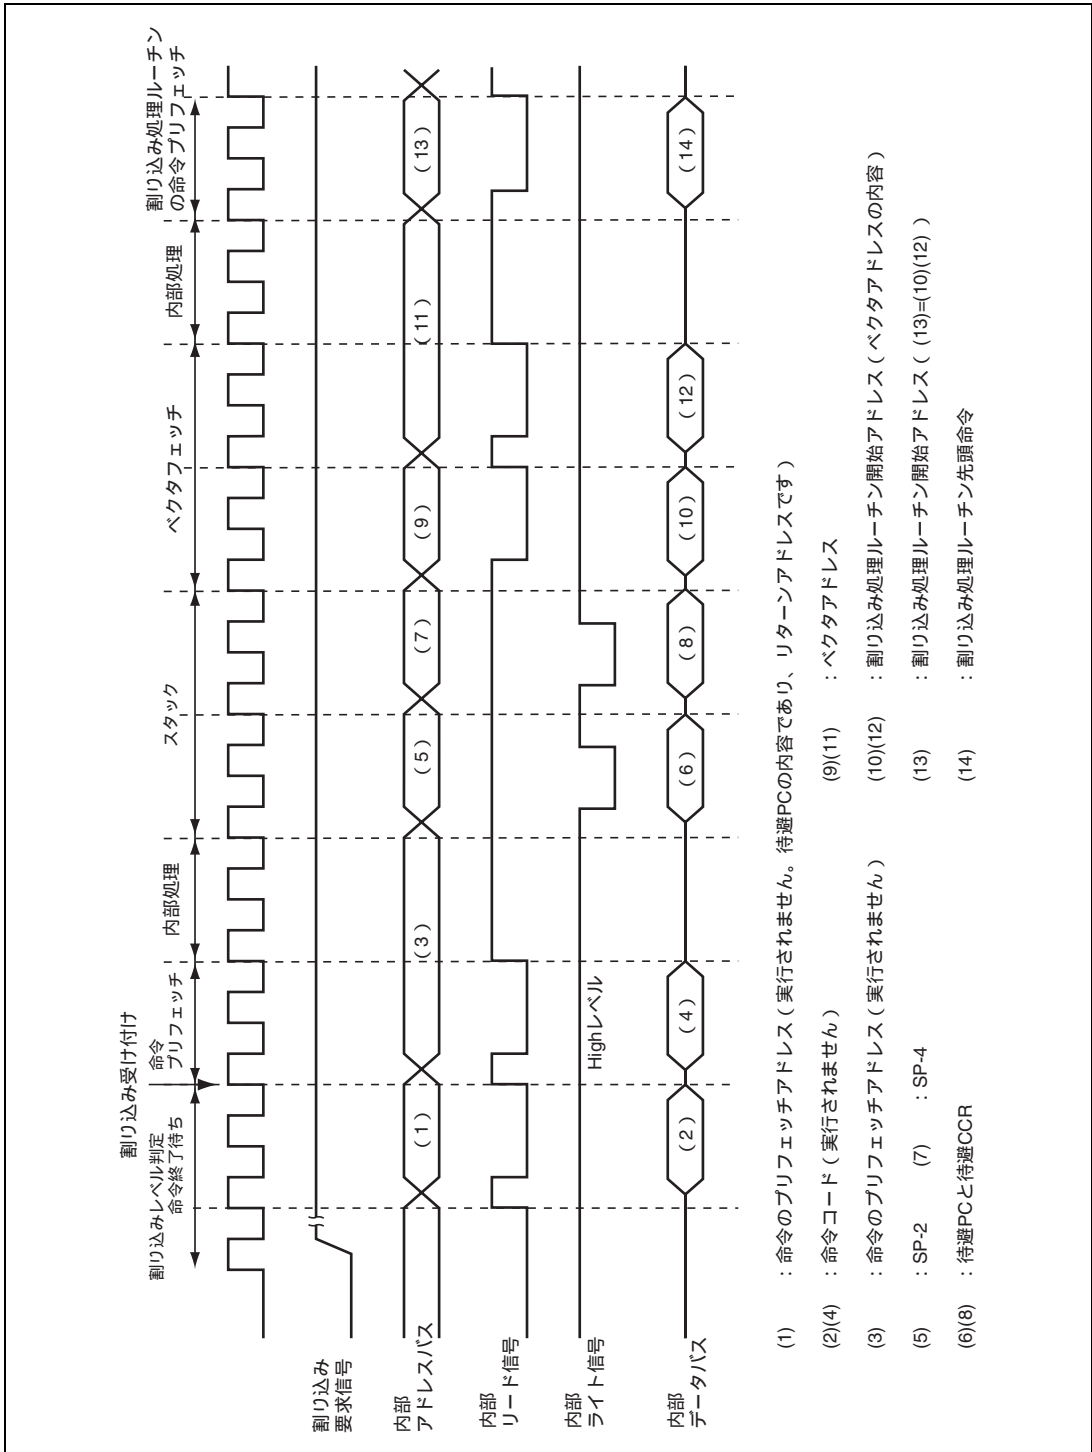 割り込み受け付け
割り込みレベル判定
命令終了待ち
命令
プリフェッチ
内部処理
スタック
ベクタフェッチ
内部処理
割り込み処理ルーチン
の命令プリフェッチ
割り込み
要求信号
内部
アドレスバス
(1)
(3)
(5)
(7)
(9)
(11)
(13)
内部
リード信号
内部
ライト信号
Highレベル
内部
データバス
(2)
(4)
(6)
(8)
(10)
(12)
(14)
(1) : 命令のプリフェッチアドレス(実行されません。待避PCの内容であり、リターンアドレスです)
(2)(4) : 命令コード(実行されません) (9)(11) : ベクタアドレス
(3) : 命令のプリフェッチアドレス(実行されません) (10)(12) : 割り込み処理ルーチン開始アドレス(ベクタアドレスの内容)
(5) : SP-2 (7) : SP-4 (13) : 割り込み処理ルーチン開始アドレス( (13)=(10)(12) )
(6)(8) : 待避PCと待避CCR (14) : 割り込み処理ルーチン先頭命令